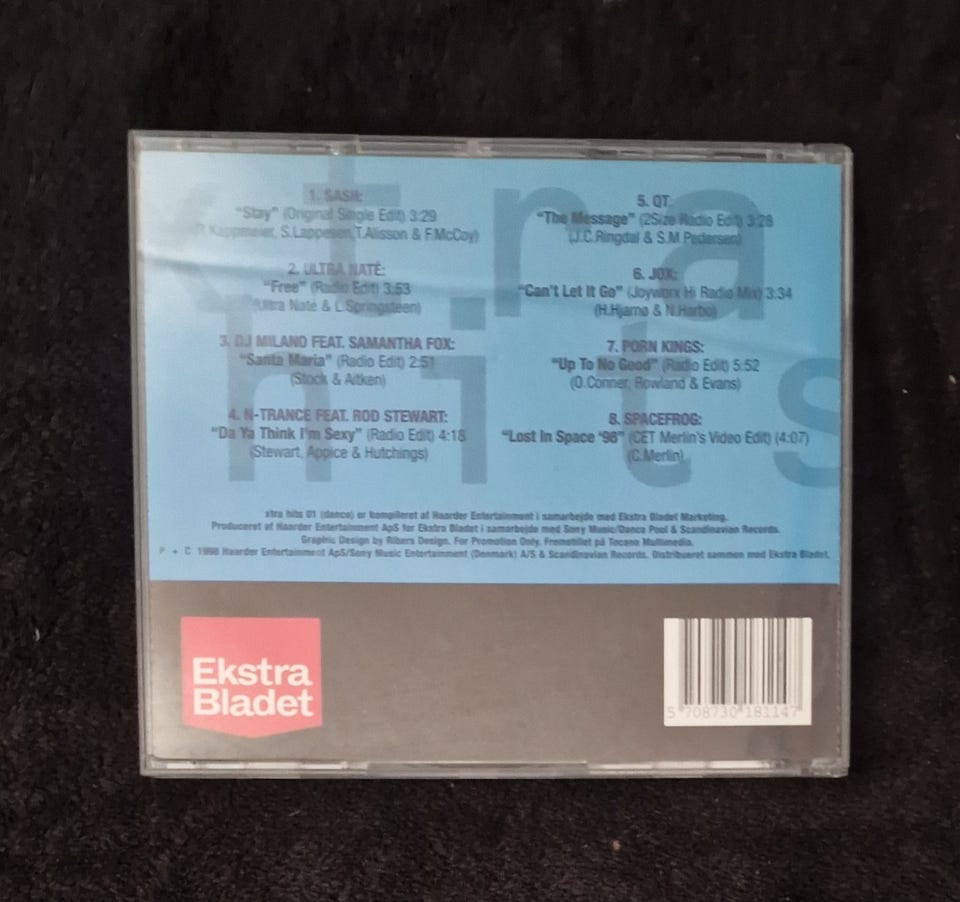 xtra
hits
1. SASH:
"Stay" (Original Single Edit) 3:29
(R.Kappmeier, S.Lappesen, T.Alisson & F.McCoy)
2. ULTRA NATÉ:
"Free" (Radio Edit) 3:53
(Ultra Naté & L.Springsteen)
3. DJ MILANO FEAT. SAMANTHA FOX:
"Santa Maria" (Radio Edit) 2:51
(Stock & Aitken)
4. N-TRANCE FEAT. ROD STEWART:
"Da Ya Think I'm Sexy" (Radio Edit) 4:18
(Stewart, Appice & Hutchings)
5. QT.
"The Message" (2Size Radio Edit) 3:28
(J.C.Ringdal & S.M.Pedersen)
6. JOX:
"Can't Let It Go" (Joyworx Hi Radio Mix) 3:34
(H.Hjarnø & N.Harbo)
7. PORN KINGS:
"Up To No Good" (Radio Edit) 5:52
(O.Conner, Rowland & Evans)
8. SPACEFROG:
"Lost In Space '98" (CET Merlin's Video Edit) (4:07)
(C.Merlin)
xtra hits 01 (dance) er kompileret af Haarder Entertainment i samarbejde med Ekstra Bladet Marketing.
Produceret af Haarder Entertainment ApS for Ekstra Bladet i samarbejde med Sony Music/Dance Pool & Scandinavian Records.
Graphic Design by Ribers Design. For Promotion Only. Fremstillet på Tocano Multimedia.
P + C 1998 Haarder Entertainment ApS/Sony Music Entertainment (Denmark) A/S & Scandinavian Records. Distribueret sammen med Ekstra Bladet.
Ekstra
Bladet
5 708730 181147